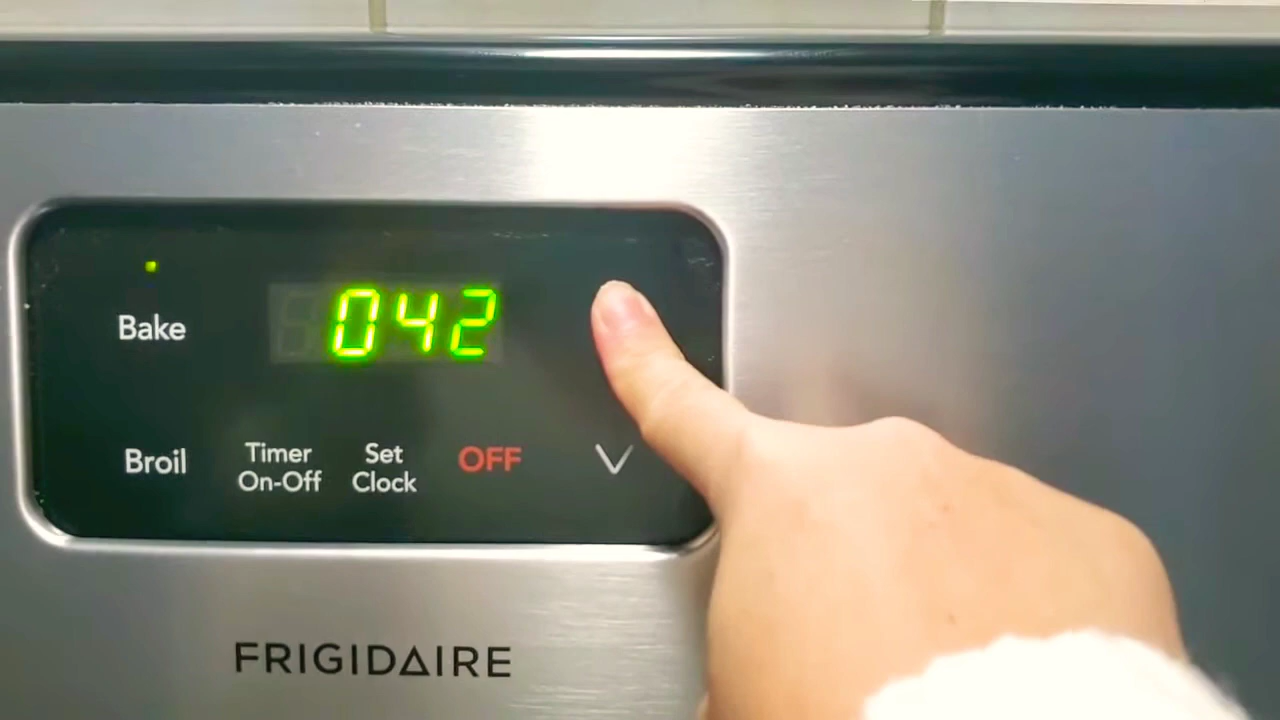 Bake
042
Broil
Timer
On-Off
Set
Clock
OFF
FRIGIDAIRE